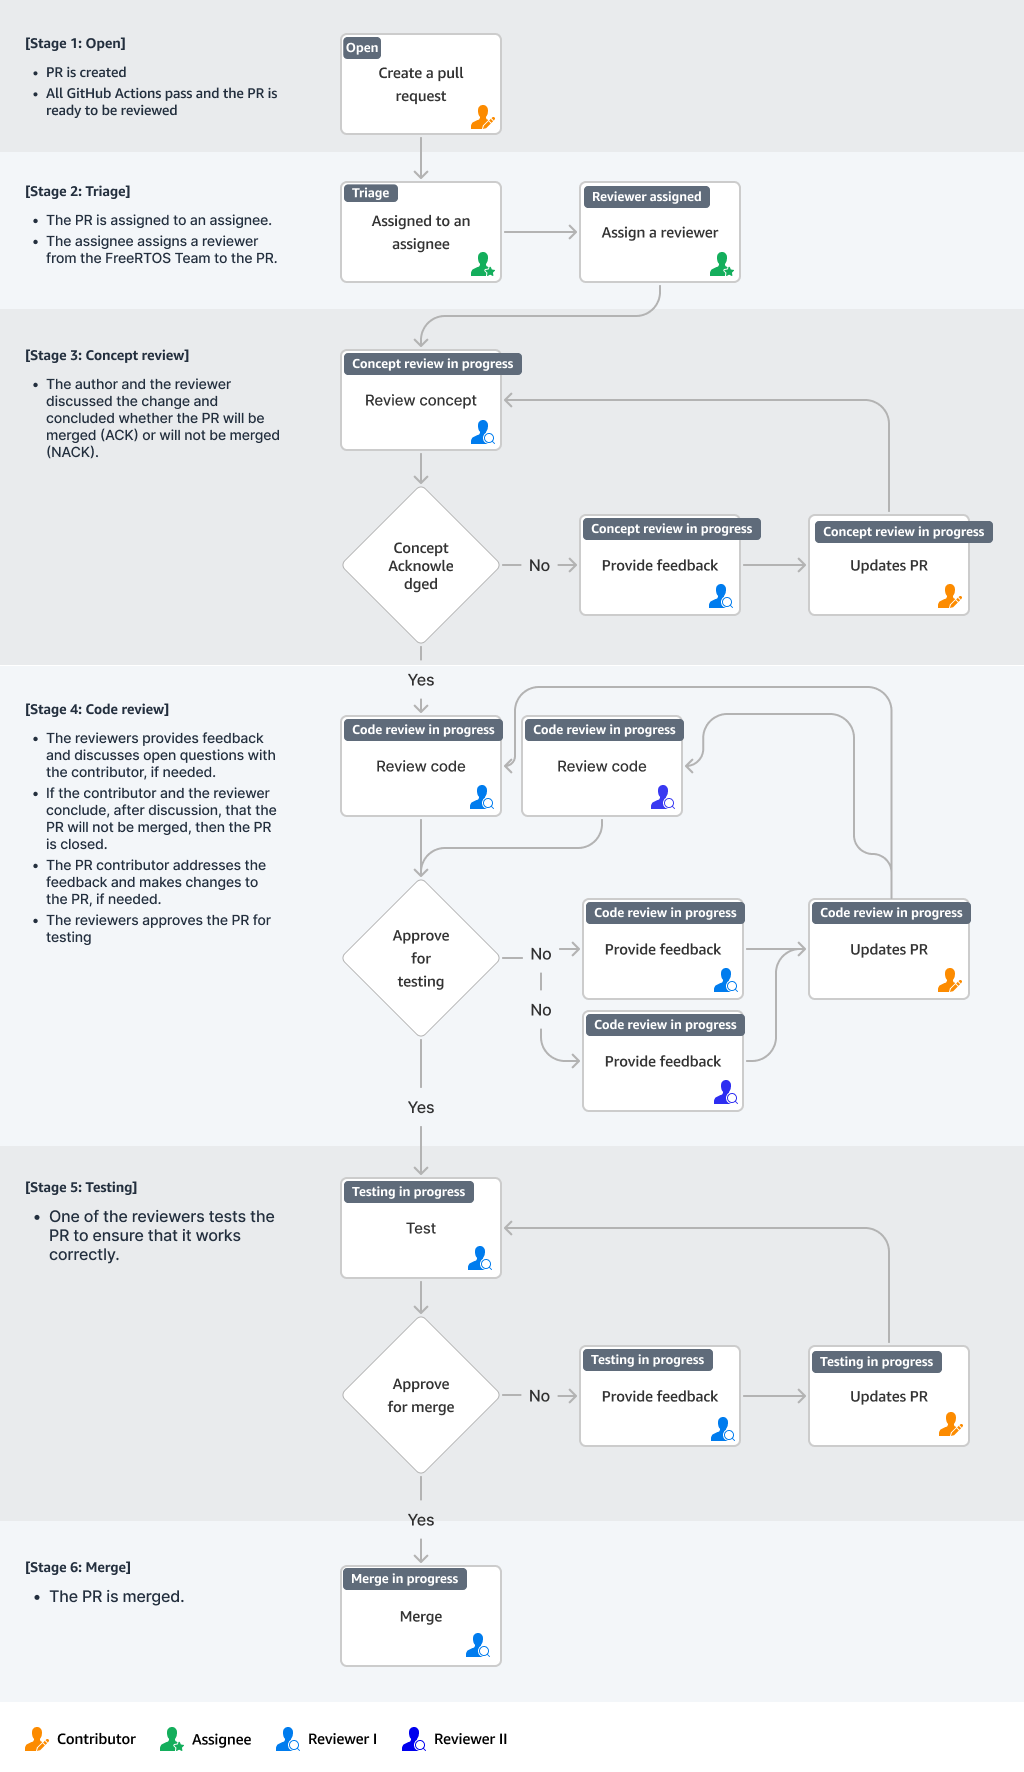 [Stage 1: Open]
• PR is created
• All GitHub Actions pass and the PR is
ready to be reviewed
Open
Create a pull
request
[Stage 2: Triage]
• The PR is assigned to an assignee.
• The assignee assigns a reviewer
from the FreeRTOS Team to the PR.
Triage
Assigned to an
assignee
Reviewer assigned
Assign a reviewer
[Stage 3: Concept review]
• The author and the reviewer
discussed the change and
concluded whether the PR will be
merged (ACK) or will not be merged
(NACK).
Concept review in progress
Review concept
Concept
Acknowle
dged
No
Concept review in progress
Provide feedback
Concept review in progress
Updates PR
Yes
[Stage 4: Code review]
• The reviewers provides feedback
and discusses open questions with
the contributor, if needed.
• If the contributor and the reviewer
conclude, after discussion, that the
PR will not be merged, then the PR
is closed.
• The PR contributor addresses the
feedback and makes changes to
the PR, if needed.
• The reviewers approves the PR for
testing
Code review in progress
Review code
Code review in progress
Review code
Approve
for
testing
No
Code review in progress
Provide feedback
Code review in progress
Updates PR
No
Code review in progress
Provide feedback
Yes
[Stage 5: Testing]
• One of the reviewers tests the
PR to ensure that it works
correctly.
Testing in progress
Test
Approve
for merge
No
Testing in progress
Provide feedback
Testing in progress
Updates PR
Yes
[Stage 6: Merge]
• The PR is merged.
Merge in progress
Merge
Contributor
Assignee
Reviewer I
Reviewer II